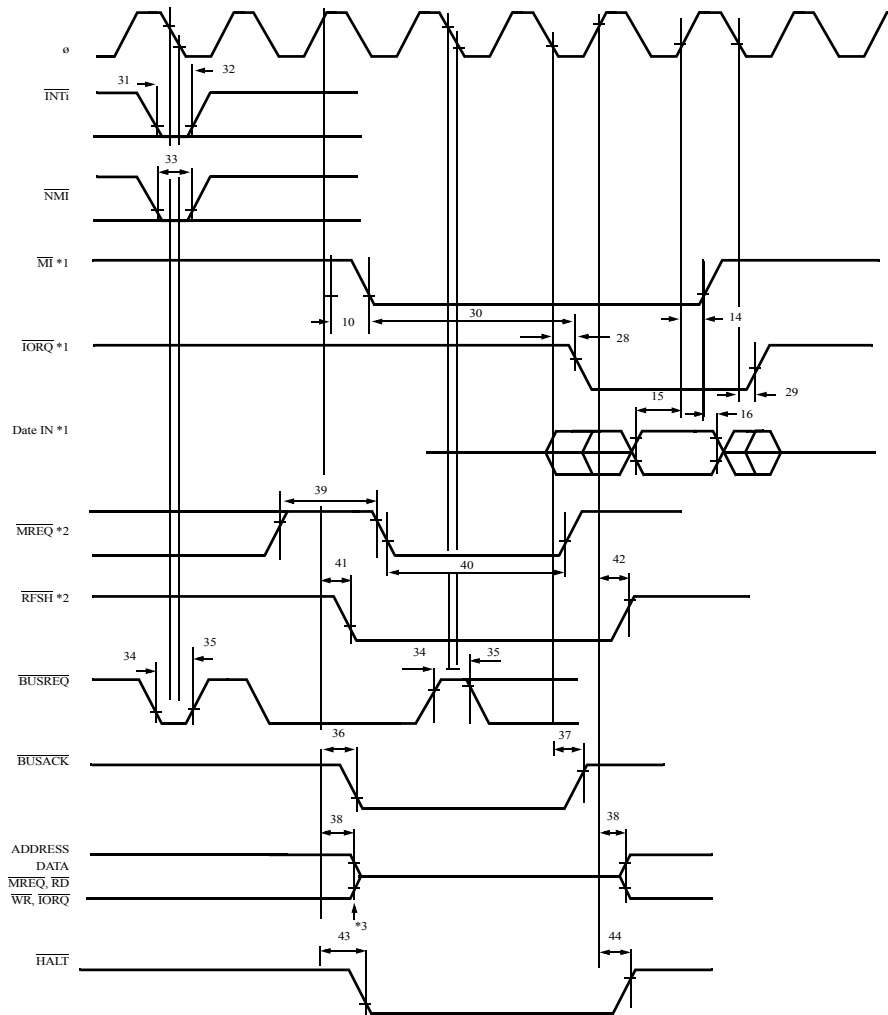 ø
31
32
INTi
33
NMI
MI *1
10
30
14
IORQ *1
28
29
15
16
Date IN *1
39
MREQ *2
40
41
42
RFSH *2
34
35
34
35
BUSREQ
36
37
BUSACK
38
38
ADDRESS
DATA
MREQ, RD
WR, IORQ
*3
43
44
HALT